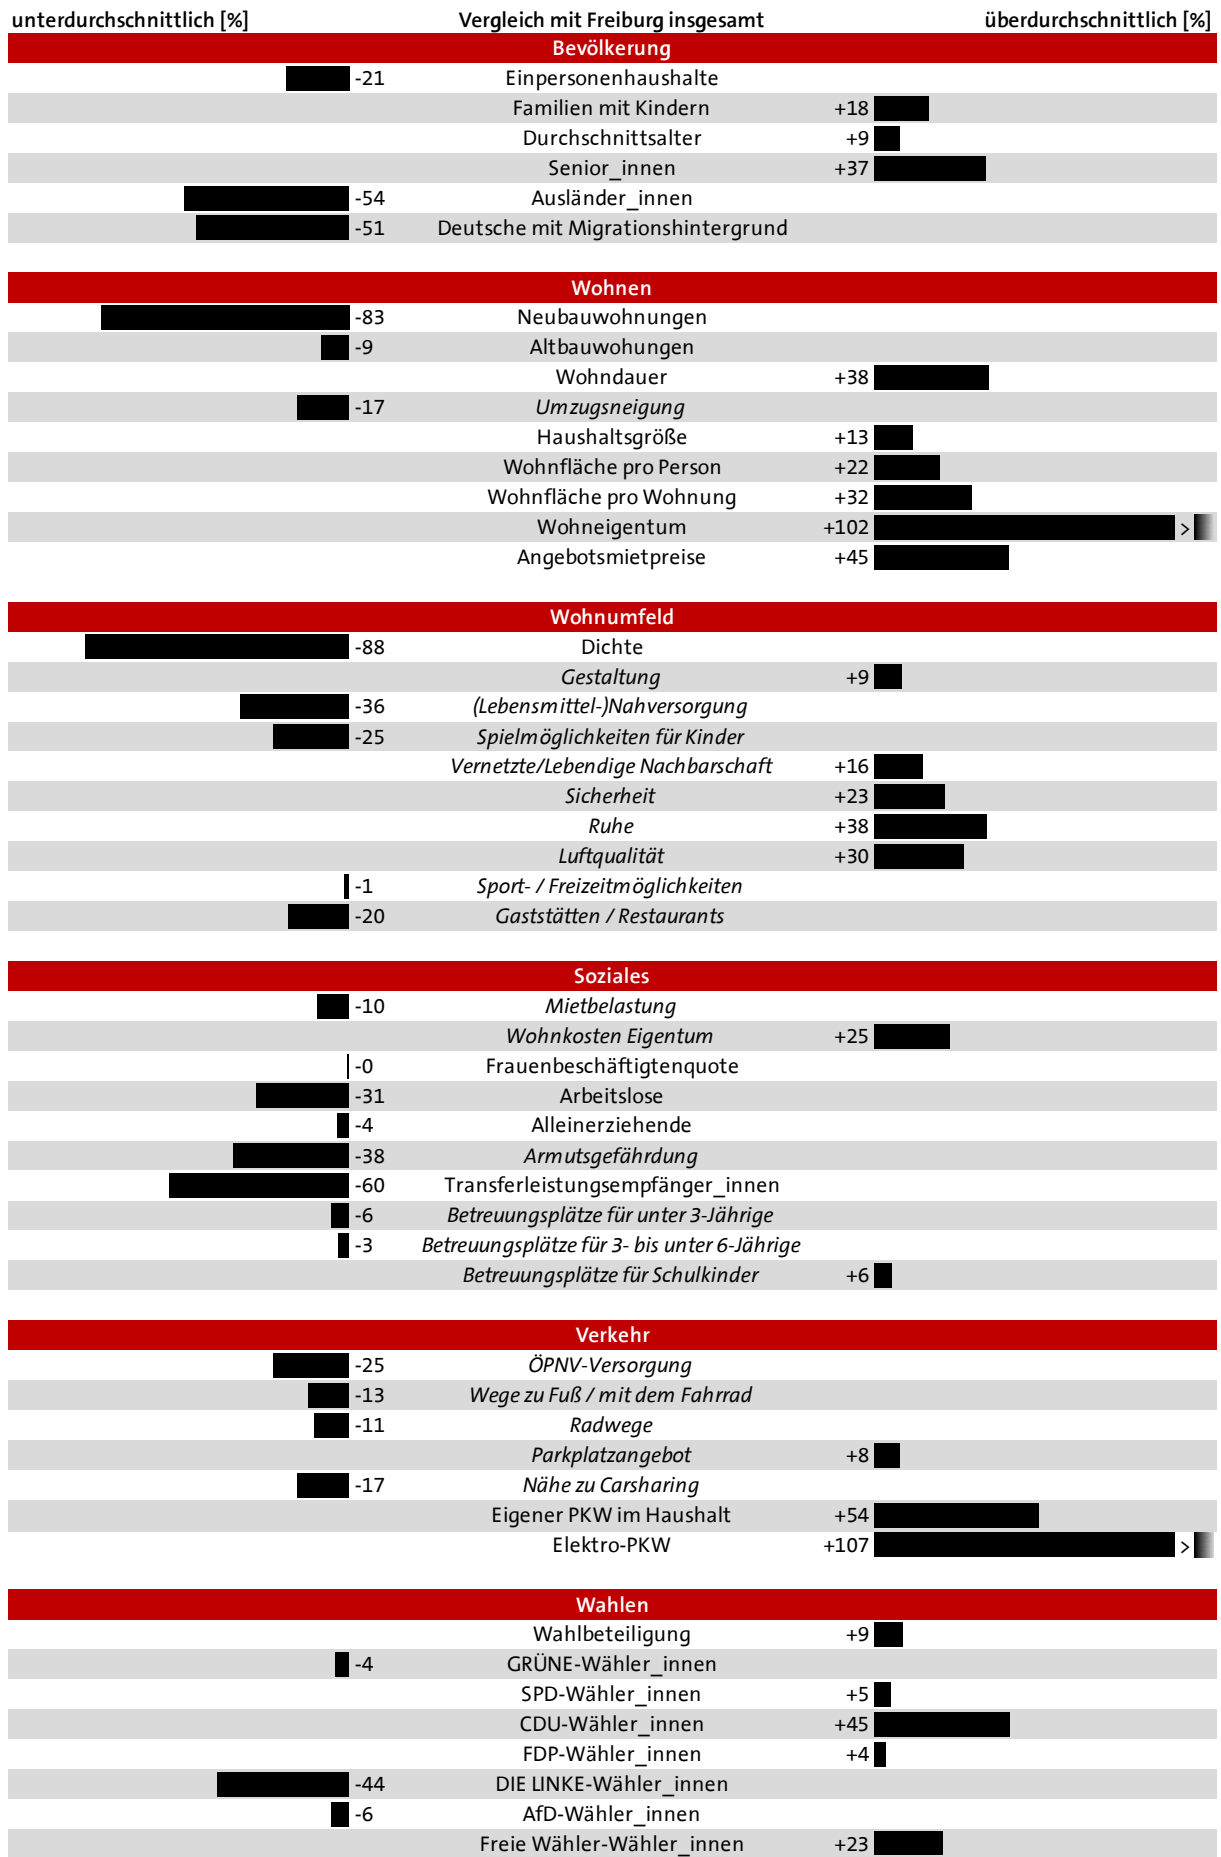 unterdurchschnittlich [%] Vergleich mit Freiburg insgesamt überdurchschnittlich [%]
Bevölkerung
-21 Einpersonenhaushalte
Familien mit Kindern +18
Durchschnittsalter +9
Senior_innen +37
-54 Ausländer_innen
-51 Deutsche mit Migrationshintergrund
Wohnen
-83 Neubauwohnungen
-9 Altbauwohungen
Wohndauer +38
-17 Umzugsneigung
Haushaltsgröße +13
Wohnfläche pro Person +22
Wohnfläche pro Wohnung +32
Wohneigentum +102 >
Angebotsmietpreise +45
Wohnumfeld
-88 Dichte
Gestaltung +9
-36 (Lebensmittel-)Nahversorgung
-25 Spielmöglichkeiten für Kinder
Vernetzte/Lebendige Nachbarschaft +16
Sicherheit +23
Ruhe +38
Luftqualität +30
-1 Sport- / Freizeitmöglichkeiten
-20 Gaststätten / Restaurants
Soziales
-10 Mietbelastung
Wohnkosten Eigentum +25
-0 Frauenbeschäftigtenquote
-31 Arbeitslose
-4 Alleinerziehende
-38 Armutsgefährdung
-60 Transferleistungsempfänger_innen
-6 Betreuungsplätze für unter 3-Jährige
-3 Betreuungsplätze für 3- bis unter 6-Jährige
Betreuungsplätze für Schulkinder +6
Verkehr
-25 ÖPNV-Versorgung
-13 Wege zu Fuß / mit dem Fahrrad
-11 Radwege
Parkplatzangebot +8
-17 Nähe zu Carsharing
Eigener PKW im Haushalt +54
Elektro-PKW +107 >
Wahlen
Wahlbeteiligung +9
-4 GRÜNE-Wähler_innen
SPD-Wähler_innen +5
CDU-Wähler_innen +45
FDP-Wähler_innen +4
-44 DIE LINKE-Wähler_innen
-6 AfD-Wähler_innen
Freie Wähler-Wähler_innen +23